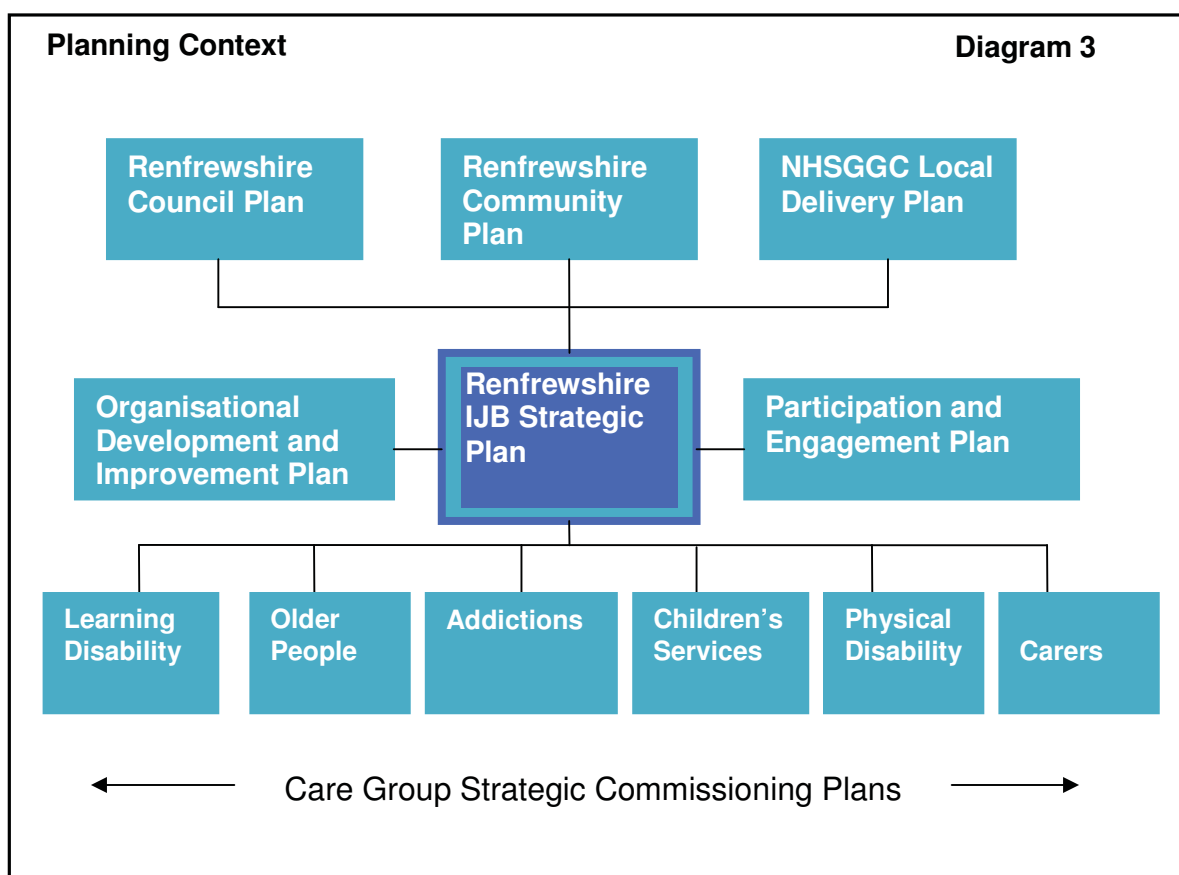 Planning Context
Diagram 3
Renfrewshire
Council Plan
Renfrewshire
Community
Plan
NHSGGC Local
Delivery Plan
Organisational
Development and
Improvement Plan
Renfrewshire
IJB Strategic
Plan
Participation and
Engagement Plan
Learning
Disability
Older
People
Addictions
Children’s
Services
Physical
Disability
Carers
Care Group Strategic Commissioning Plans